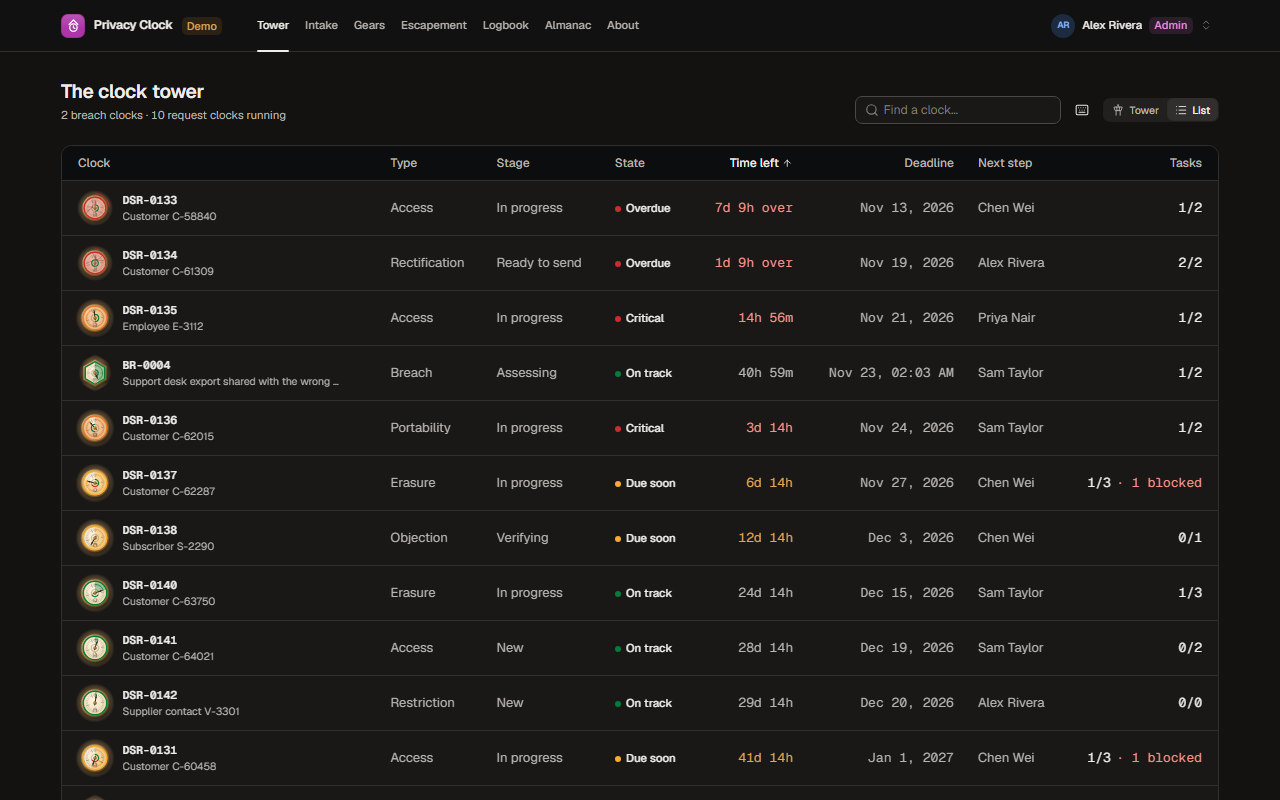 Privacy Clock Demo Tower Intake Gears Escapement Logbook Almanac About AR Alex Rivera Admin
The clock tower
2 breach clocks · 10 request clocks running
Find a clock... Tower List
Clock Type Stage State Time left ↑ Deadline Next step Tasks
DSR-0133
Customer C-58840
Access In progress Overdue 7d 9h over Nov 13, 2026 Chen Wei 1/2
DSR-0134
Customer C-61309
Rectification Ready to send Overdue 1d 9h over Nov 19, 2026 Alex Rivera 2/2
DSR-0135
Employee E-3112
Access In progress Critical 14h 56m Nov 21, 2026 Priya Nair 1/2
BR-0004
Support desk export shared with the wrong ...
Breach Assessing On track 40h 59m Nov 23, 02:03 AM Sam Taylor 1/2
DSR-0136
Customer C-62015
Portability In progress Critical 3d 14h Nov 24, 2026 Sam Taylor 1/2
DSR-0137
Customer C-62287
Erasure In progress Due soon 6d 14h Nov 27, 2026 Chen Wei 1/3 · 1 blocked
DSR-0138
Subscriber S-2290
Objection Verifying Due soon 12d 14h Dec 3, 2026 Chen Wei 0/1
DSR-0140
Customer C-63750
Erasure In progress On track 24d 14h Dec 15, 2026 Sam Taylor 1/3
DSR-0141
Customer C-64021
Access New On track 28d 14h Dec 19, 2026 Sam Taylor 0/2
DSR-0142
Supplier contact V-3301
Restriction New On track 29d 14h Dec 20, 2026 Alex Rivera 0/0
DSR-0131
Customer C-60458
Access In progress Due soon 41d 14h Jan 1, 2027 Chen Wei 1/3 · 1 blocked